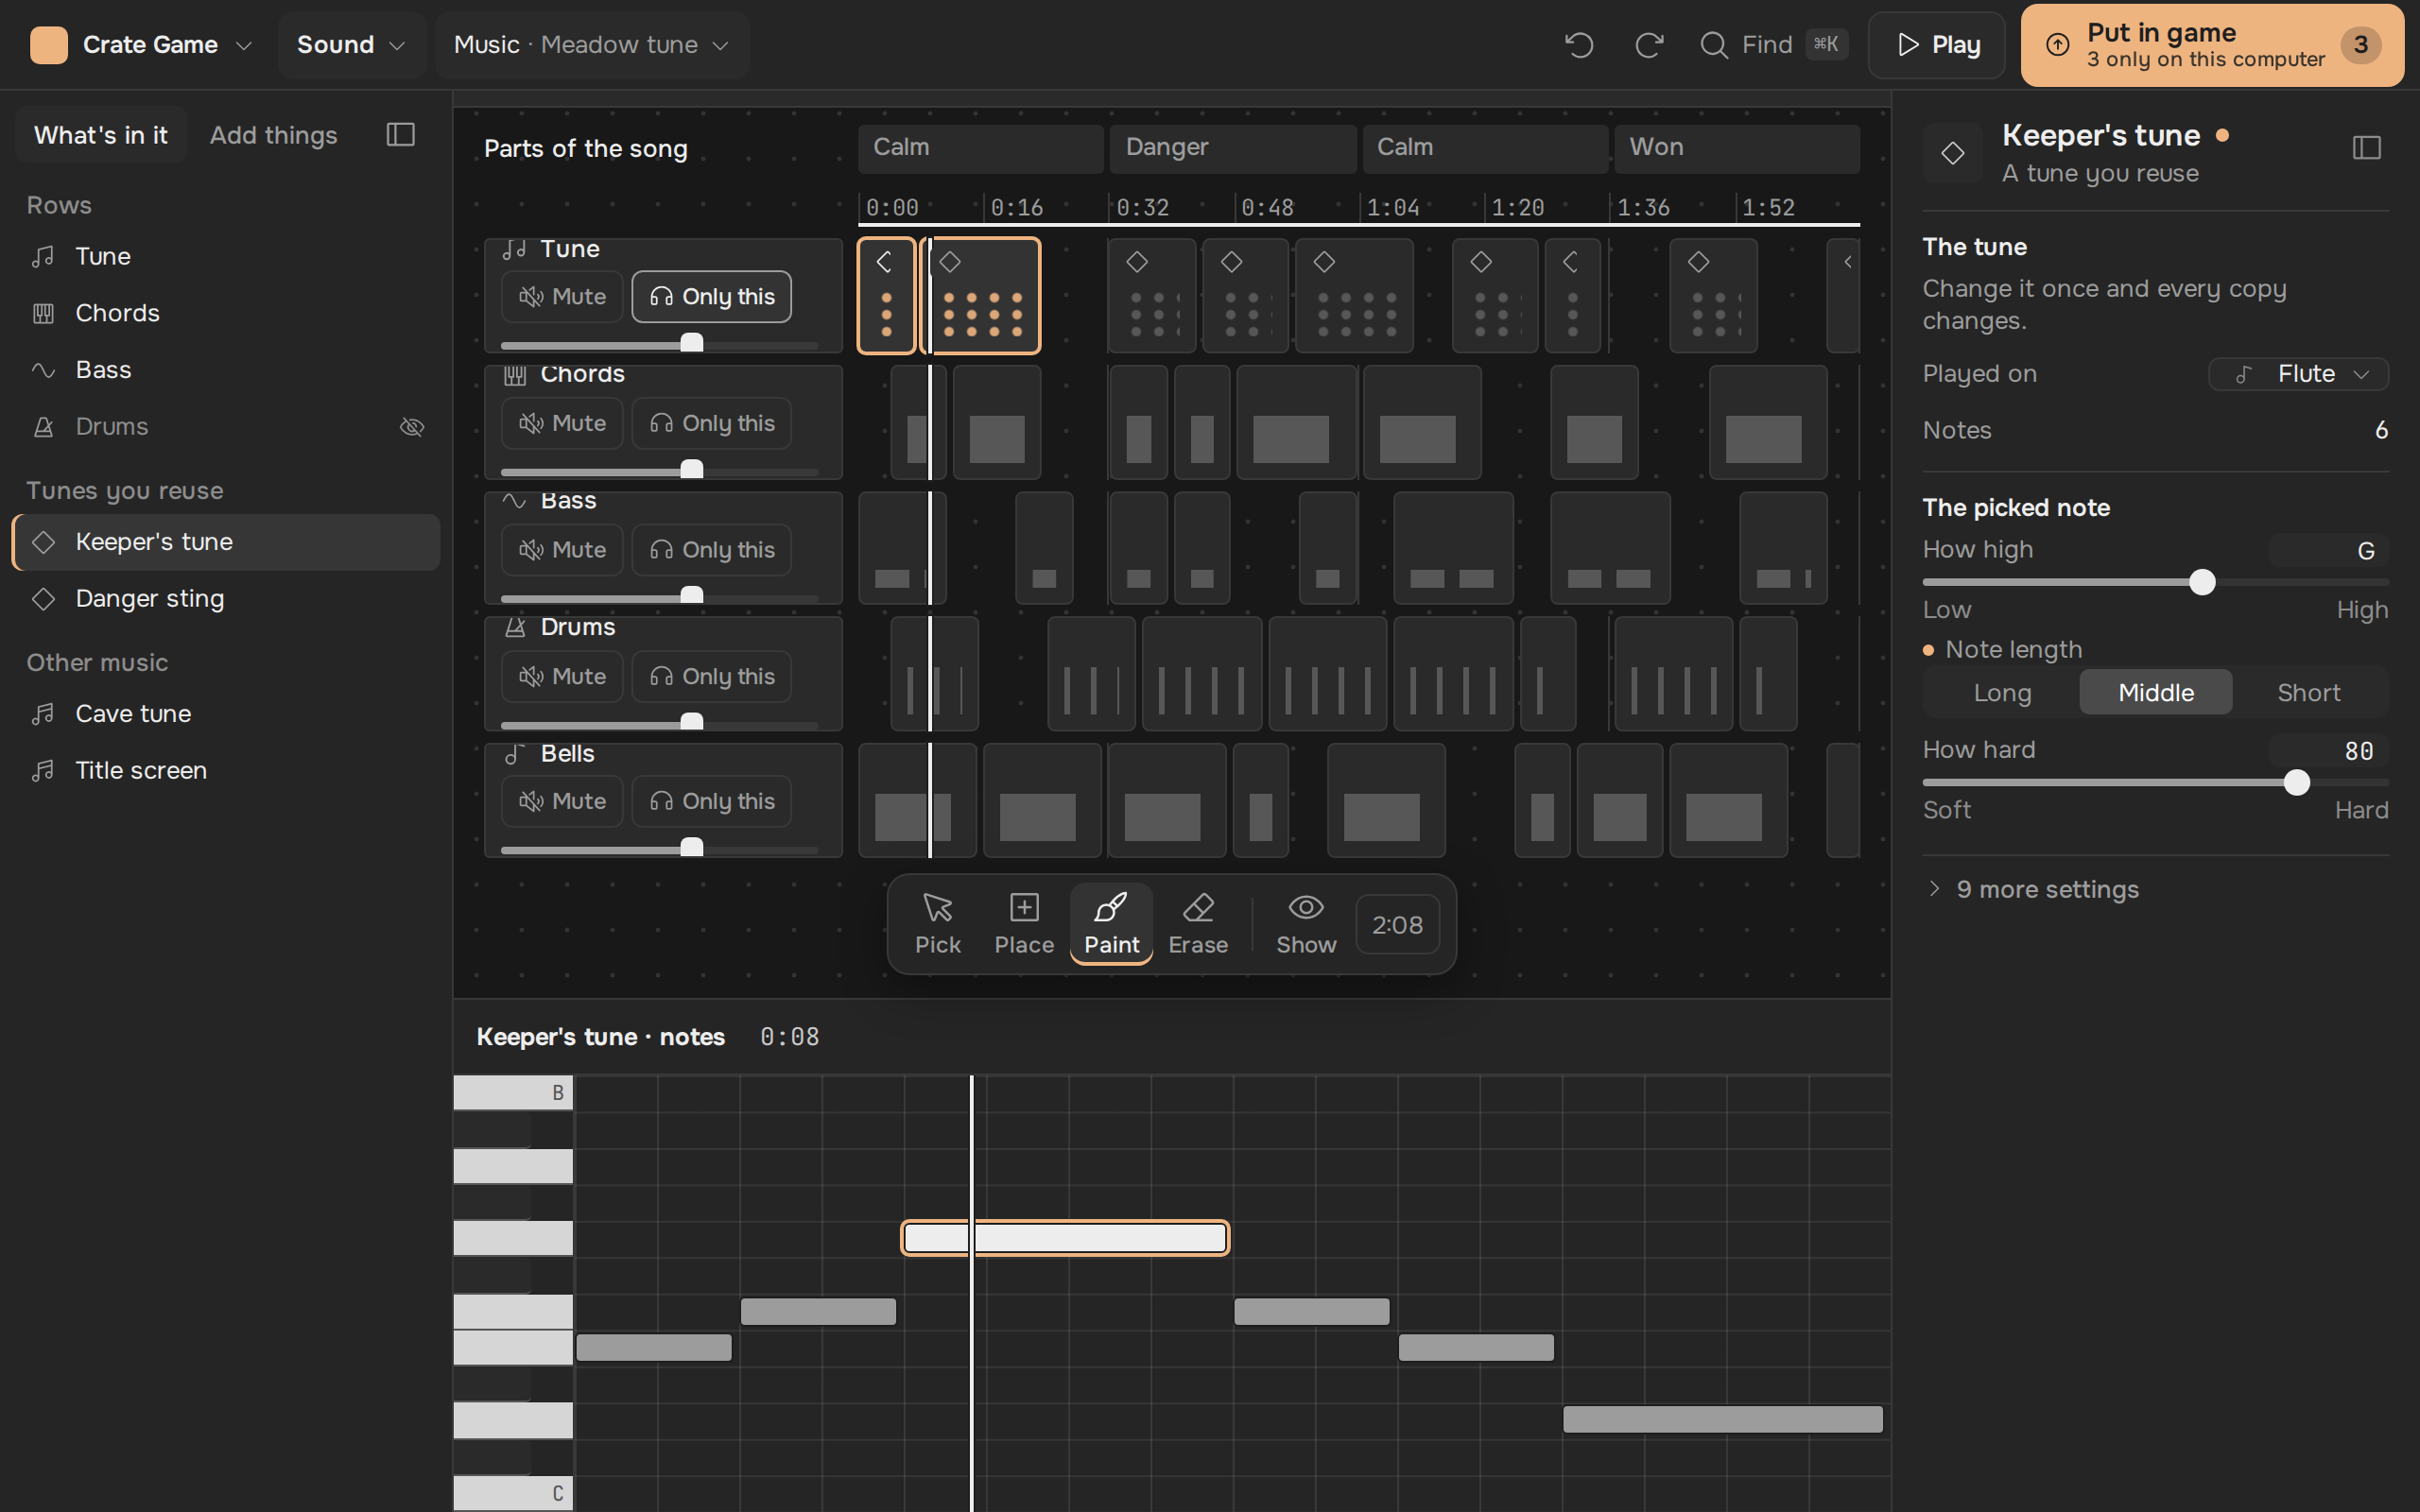 Crate Game
Sound
Music · Meadow tune
Find ⌘K
Play
Put in game
3 only on this computer
3
What's in it
Add things
Rows
Tune
Chords
Bass
Drums
Tunes you reuse
Keeper's tune
Danger sting
Other music
Cave tune
Title screen
Parts of the song
Calm
Danger
Calm
Won
0:00
0:16
0:32
0:48
1:04
1:20
1:36
1:52
Tune
Mute
Only this
Chords
Mute
Only this
Bass
Mute
Only this
Drums
Mute
Only this
Bells
Mute
Only this
Pick
Place
Paint
Erase
Show
2:08
Keeper's tune · notes
0:08
B
C
Keeper's tune
A tune you reuse
The tune
Change it once and every copy
changes.
Played on
Flute
Notes
6
The picked note
How high
G
Low
High
Note length
Long
Middle
Short
How hard
80
Soft
Hard
9 more settings